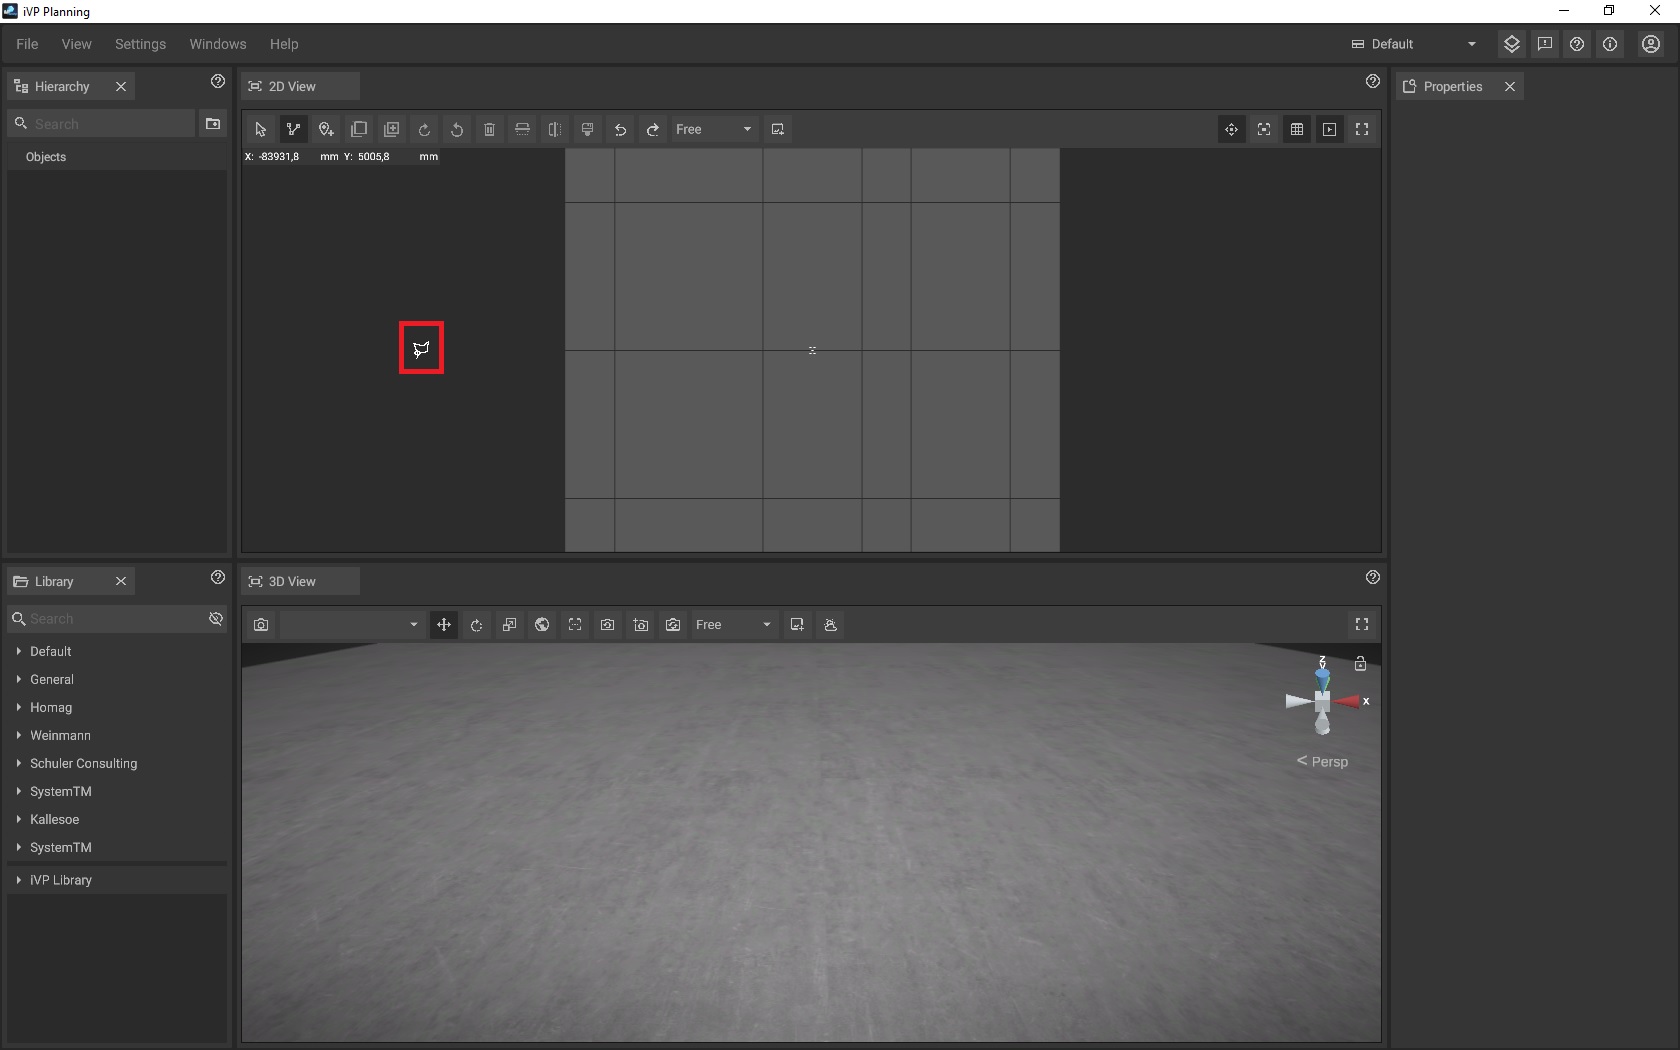 iVP Planning
File View Settings Windows Help Default
Hierarchy
Search
Objects
2D View
Free
X: -83931,8 mm Y: 5005,8 mm
Properties
Library
Search
Default
General
Homag
Weinmann
Schuler Consulting
SystemTM
Kallesoe
SystemTM
iVP Library
3D View
Free
Z
Y
X
< Persp